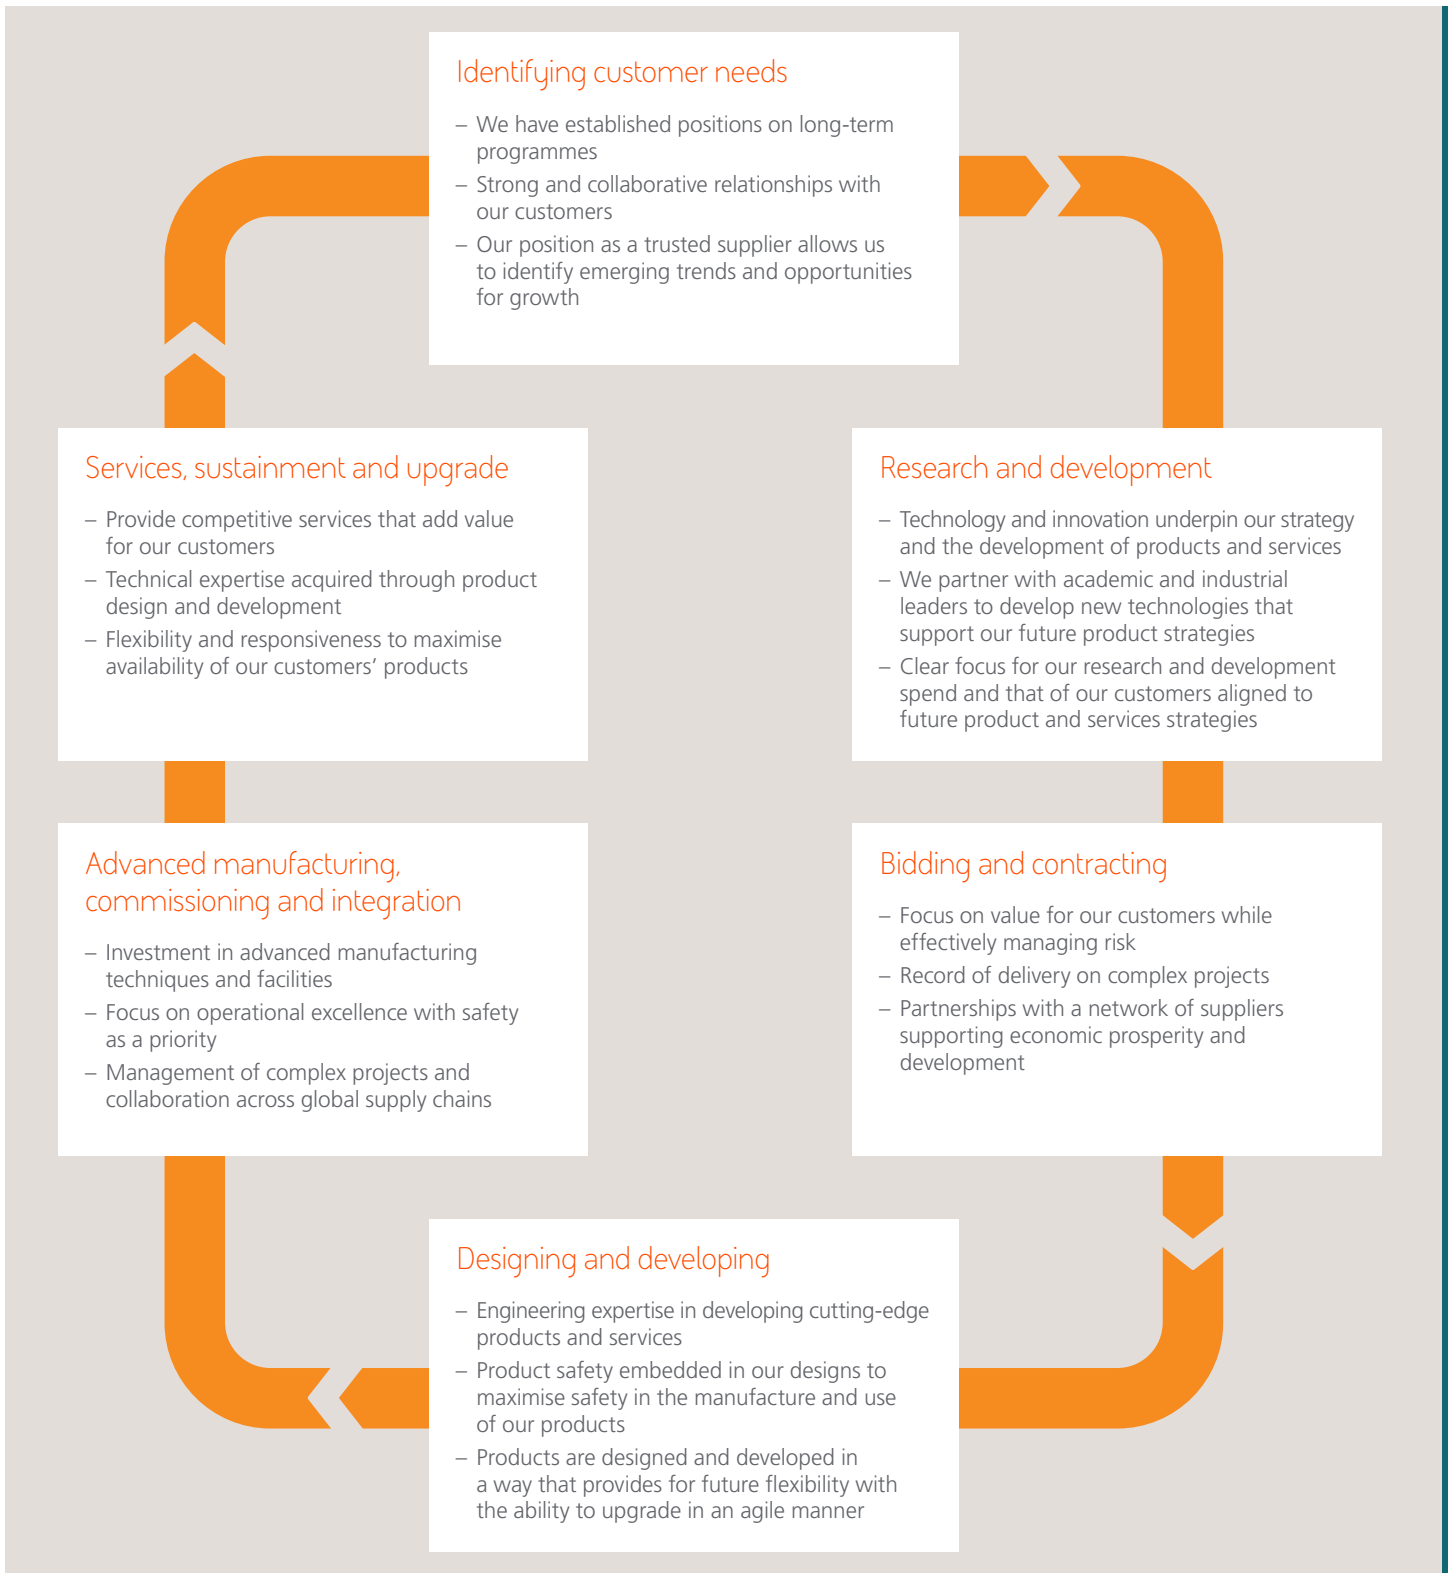 Identifying customer needs
– We have established positions on long-term
programmes
– Strong and collaborative relationships with
our customers
– Our position as a trusted supplier allows us
to identify emerging trends and opportunities
for growth
Research and development
– Technology and innovation underpin our strategy
and the development of products and services
– We partner with academic and industrial
leaders to develop new technologies that
support our future product strategies
– Clear focus for our research and development
spend and that of our customers aligned to
future product and services strategies
Bidding and contracting
– Focus on value for our customers while
effectively managing risk
– Record of delivery on complex projects
– Partnerships with a network of suppliers
supporting economic prosperity and
development
Designing and developing
– Engineering expertise in developing cutting-edge
products and services
– Product safety embedded in our designs to
maximise safety in the manufacture and use
of our products
– Products are designed and developed in
a way that provides for future flexibility with
the ability to upgrade in an agile manner
Advanced manufacturing,
commissioning and integration
– Investment in advanced manufacturing
techniques and facilities
– Focus on operational excellence with safety
as a priority
– Management of complex projects and
collaboration across global supply chains
Services, sustainment and upgrade
– Provide competitive services that add value
for our customers
– Technical expertise acquired through product
design and development
– Flexibility and responsiveness to maximise
availability of our customers’ products